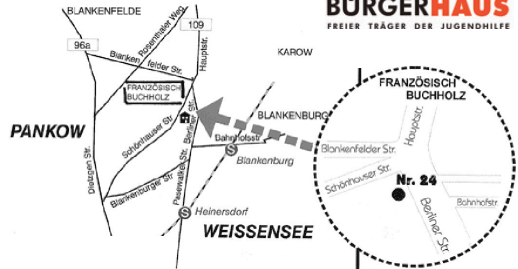 BÜRGERHAUS
FREIER TRÄGER DER JUGENDHILFE
BLANKENFELDE
Rosenthaler Weg
109
96a
Hauptstr.
Blankenfelder Str.
KAROW
FRANZÖSISCH
BUCHHOLZ
PANKOW
Schönhauser Str.
Berliner Str.
BLANKENBURG
Bahnhofstr.
S
Blankenburg
Dietzgen Str.
Pasewalker Str.
Blankenburger Str.
S
Heinersdorf
WEISSENSEE
FRANZÖSISCH
BUCHHOLZ
Hauptstr.
Blankenfelder Str.
Schönhauser Str.
Nr. 24
Berliner Str.
Bahnhofstr.